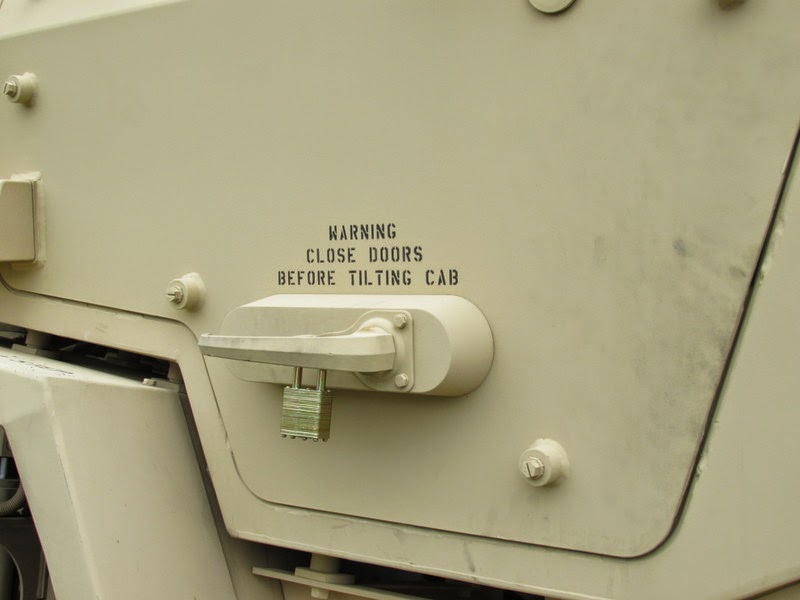 WARNING
CLOSE DOORS
BEFORE TILTING CAB